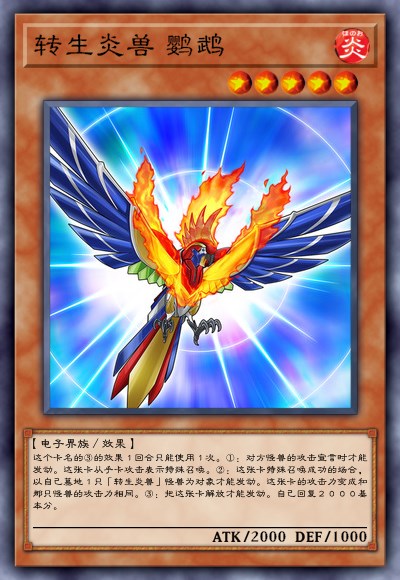 转生炎兽 鹦鹉
炎
ほのお
【电子界族/效果】
这个卡名的③的效果1回合只能使用1次。①：对方怪兽的攻击宣言时才能
发动。这张卡从手卡攻击表示特殊召唤。②：这张卡特殊召唤成功的场合，
以自己墓地1只「转生炎兽」怪兽为对象才能发动。这张卡的攻击力变成和
那只怪兽的攻击力相同。③：把这张卡解放才能发动。自己回复２０００基
本分。
ATK/2000 DEF/1000